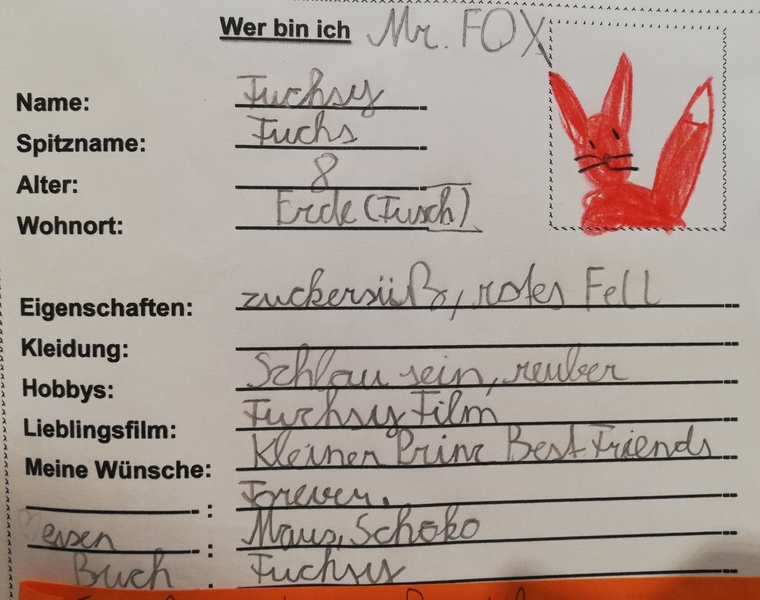 Wer bin ich Mr. FOX
Name: Fuchsy
Spitzname: Fuchs
Alter: 8
Wohnort: Erde (Fusch)
Eigenschaften: zuckersüß, rotes Fell
Kleidung:
Hobbys: Schlau sein, reuber
Lieblingsfilm: Fuchsy Film
Meine Wünsche: Kleiner Prinz Best Friends
: Forever.
essen : Maus, Schoko
Buch : Fuchsy